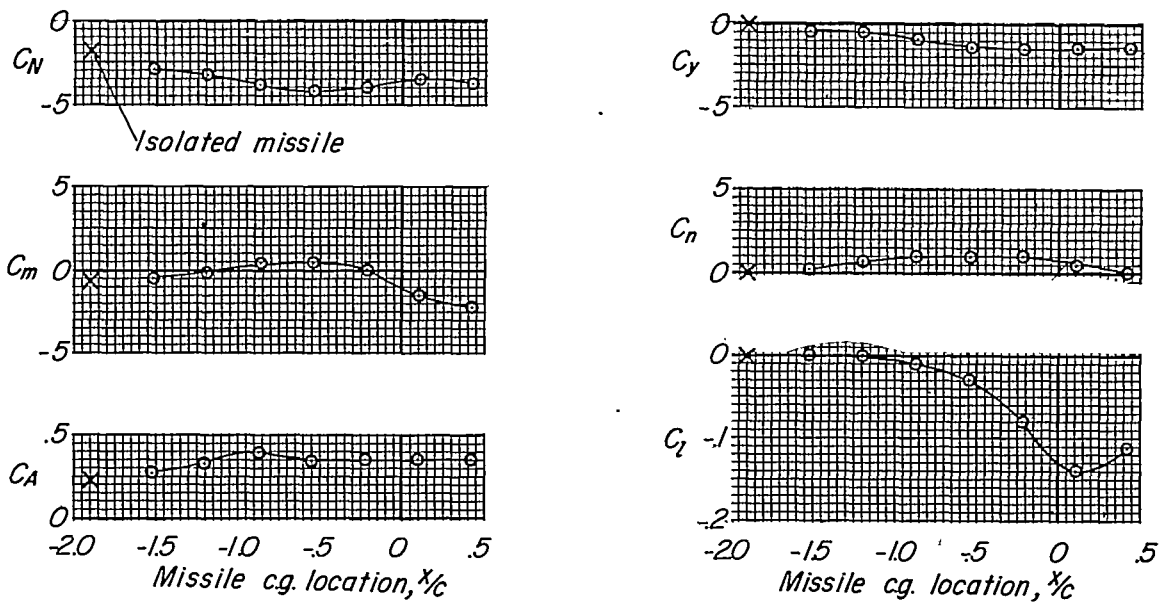 0
C_N
-5
Isolated missile
5
C_m
0
-5
.5
C_A
0
-2.0 -1.5 -1.0 -.5 0 .5
Missile c.g. location, x/c
0
C_y
-5
5
C_n
0
0
C_l
-.1
-.2
-2.0 -1.5 -1.0 -.5 0 .5
Missile c.g. location, x/c